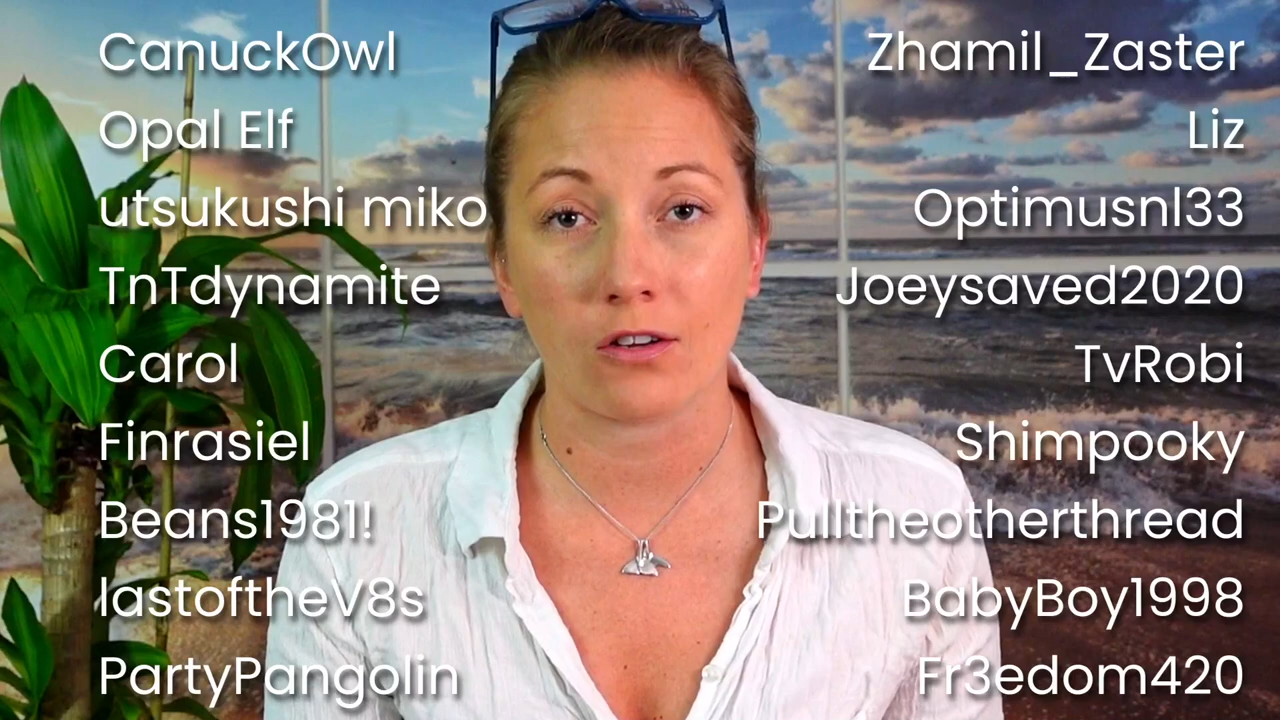 CanuckOwl
Opal Elf
utsukushi miko
TnTdynamite
Carol
Finrasiel
Beans1981!
lastoftheV8s
PartyPangolin
Zhamil_Zaster
Liz
Optimusnl33
Joeysaved2020
TvRobi
Shimpooky
Pulltheotherthread
BabyBoy1998
Fr3edom420